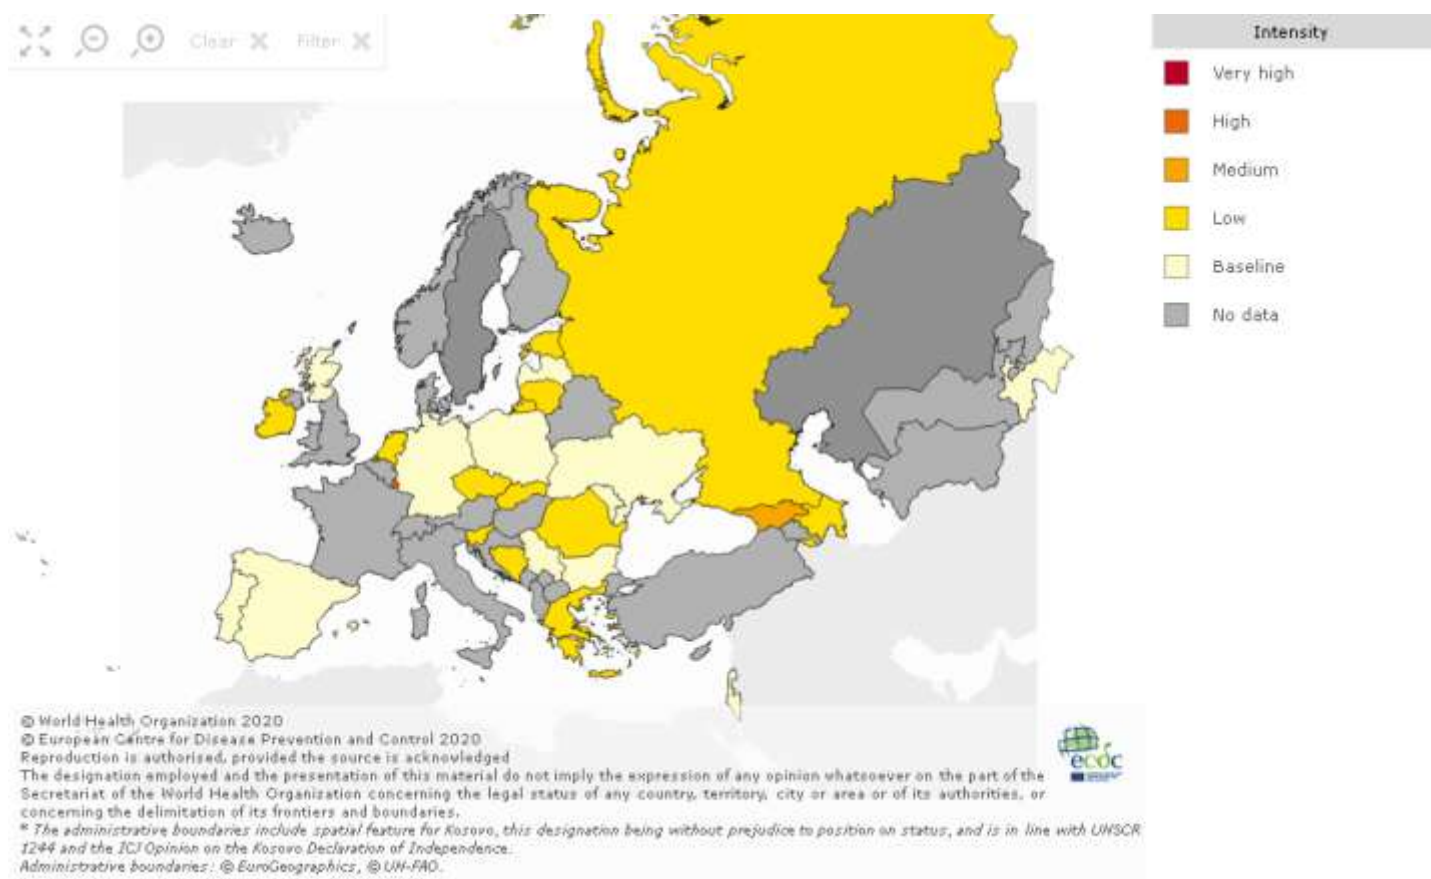 Clear
Filter
Intensity
Very high
High
Medium
Low
Baseline
No data
© World Health Organization 2020
© European Centre for Disease Prevention and Control 2020
Reproduction is authorised, provided the source is acknowledged
The designation employed and the presentation of this material do not imply the expression of any opinion whatsoever on the part of the
Secretariat of the World Health Organization concerning the legal status of any country, territory, city or area or of its authorities, or
concerning the delimitation of its frontiers and boundaries.
* The administrative boundaries include spatial feature for Kosovo, this designation being without prejudice to position on status, and is in line with UNSCR
1244 and the ICJ Opinion on the Kosovo Declaration of Independence.
Administrative boundaries: © EuroGeographics, © UN-FAO.
ecdc